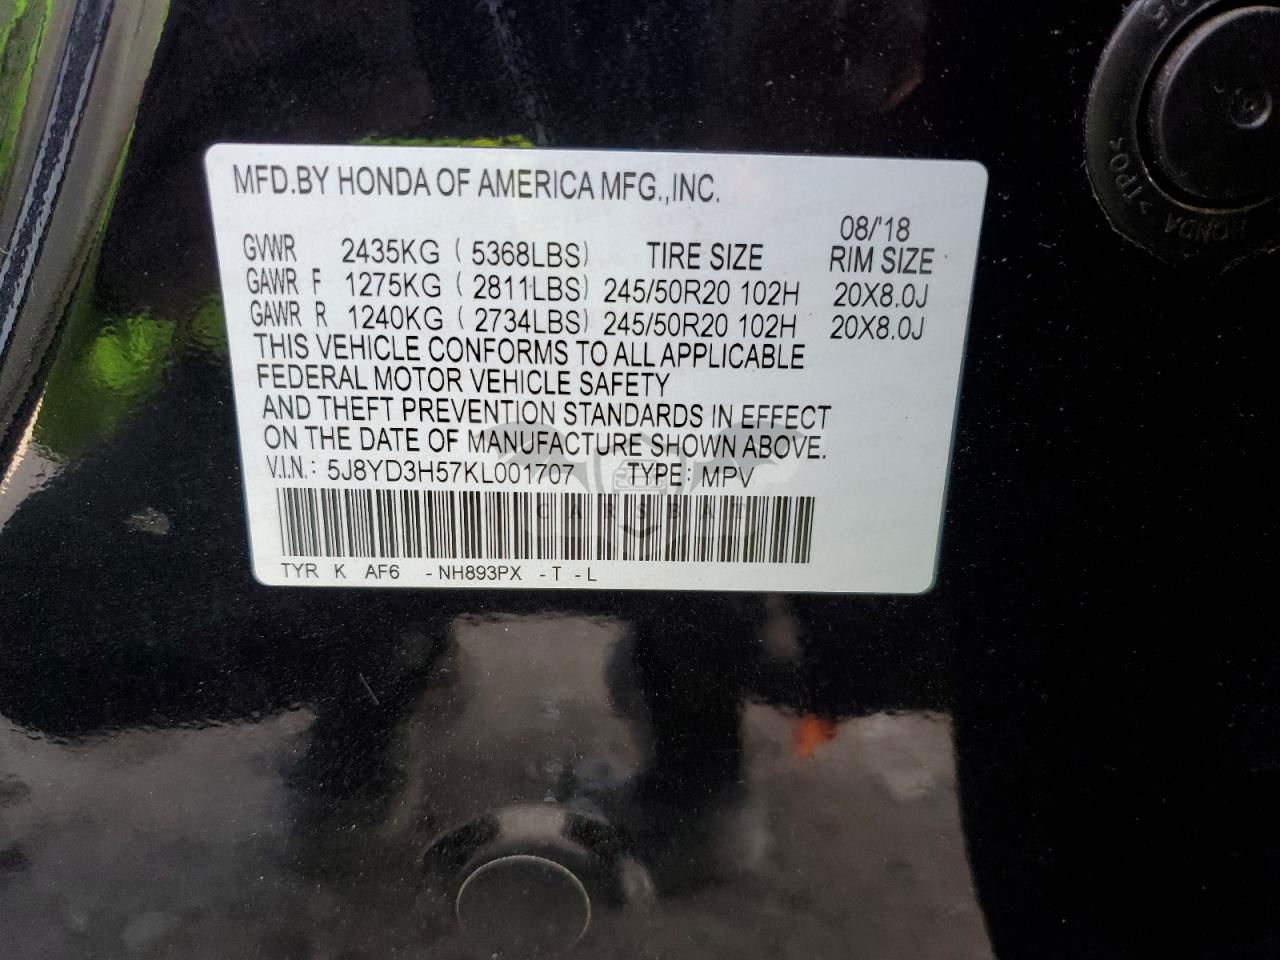 MFD.BY HONDA OF AMERICA MFG.,INC.
08/'18
GVWR 2435KG ( 5368LBS) TIRE SIZE RIM SIZE
GAWR F 1275KG ( 2811LBS) 245/50R20 102H 20X8.0J
GAWR R 1240KG ( 2734LBS) 245/50R20 102H 20X8.0J
THIS VEHICLE CONFORMS TO ALL APPLICABLE
FEDERAL MOTOR VEHICLE SAFETY
AND THEFT PREVENTION STANDARDS IN EFFECT
ON THE DATE OF MANUFACTURE SHOWN ABOVE.
V.I.N.: 5J8YD3H57KL001707 TYPE: MPV
CARSBAT
TYR K AF6 -NH893PX -T -L
HONDA >TPO<